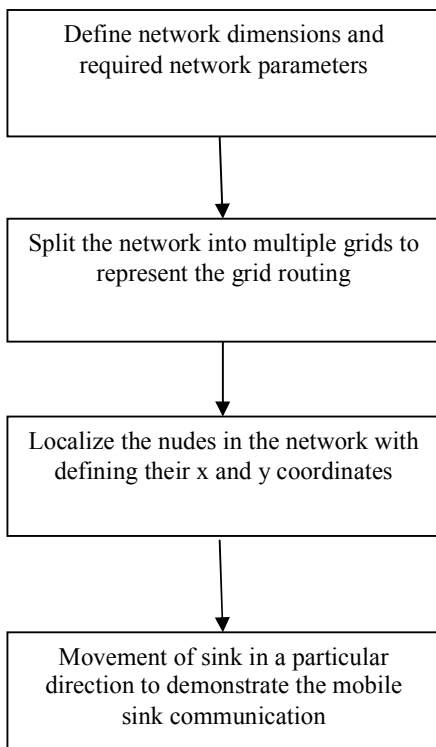 Define network dimensions and
required network parameters
Split the network into multiple grids to
represent the grid routing
Localize the nudes in the network with
defining their x and y coordinates
Movement of sink in a particular
direction to demonstrate the mobile
sink communication